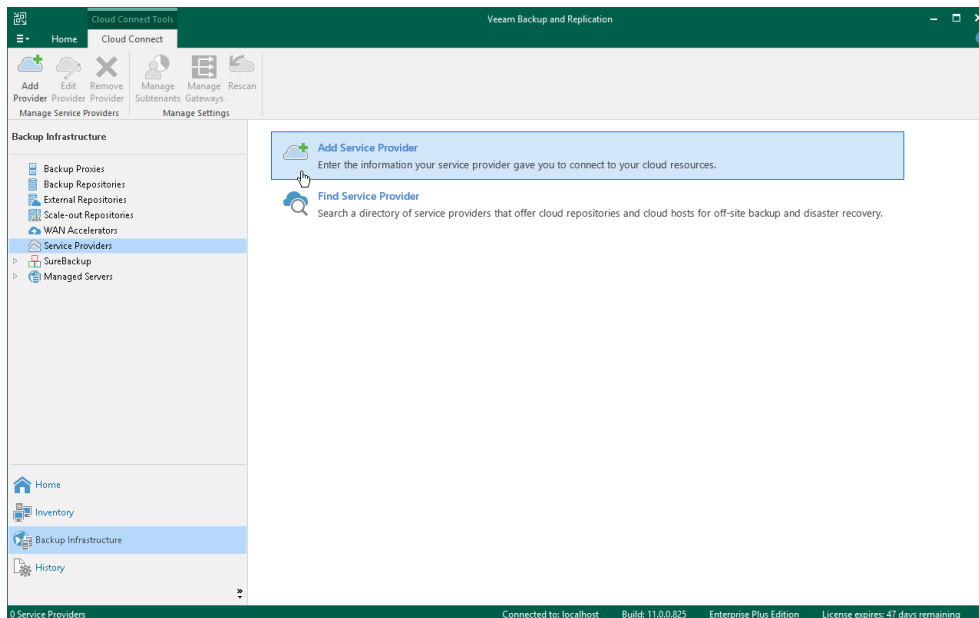 Cloud Connect Tools
Veeam Backup and Replication
Home
Cloud Connect
Add Provider
Edit Provider
Remove Provider
Manage Subtenants
Manage Gateways
Rescan
Manage Service Providers
Manage Settings
Backup Infrastructure
Backup Proxies
Backup Repositories
External Repositories
Scale-out Repositories
WAN Accelerators
Service Providers
SureBackup
Managed Servers
Add Service Provider
Enter the information your service provider gave you to connect to your cloud resources.
Find Service Provider
Search a directory of service providers that offer cloud repositories and cloud hosts for off-site backup and disaster recovery.
Home
Inventory
Backup Infrastructure
History
0 Service Providers
Connected to: localhost
Build: 11.0.0.825
Enterprise Plus Edition
License expires: 47 days remaining